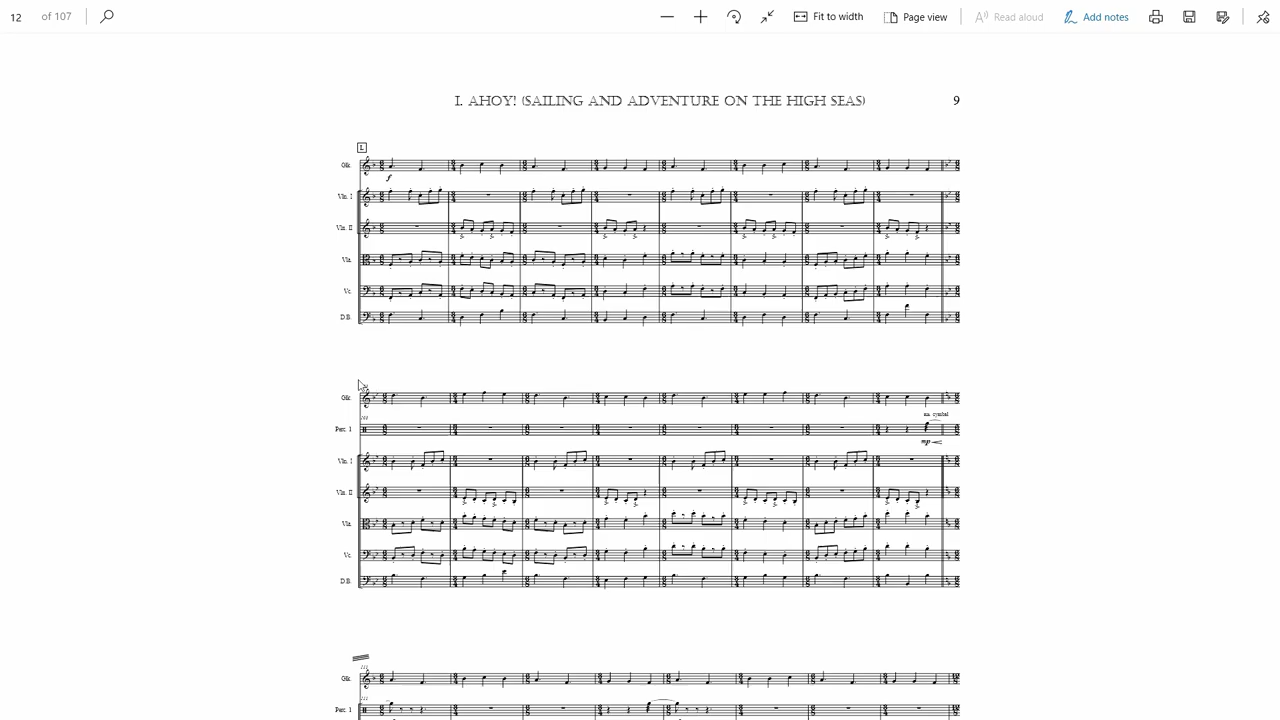 12 of 107 Fit to width Page view Read aloud Add notes
I. AHOY! (SAILING AND ADVENTURE ON THE HIGH SEAS) 9
L
Glk.
f
Vln. I
Vln. II
Vla.
Vc.
D.B.
Glk.
cymbal
Perc. 1
mp
Vln. I
Vln. II
Vla.
Vc.
D.B.
Glk.
Perc. 1